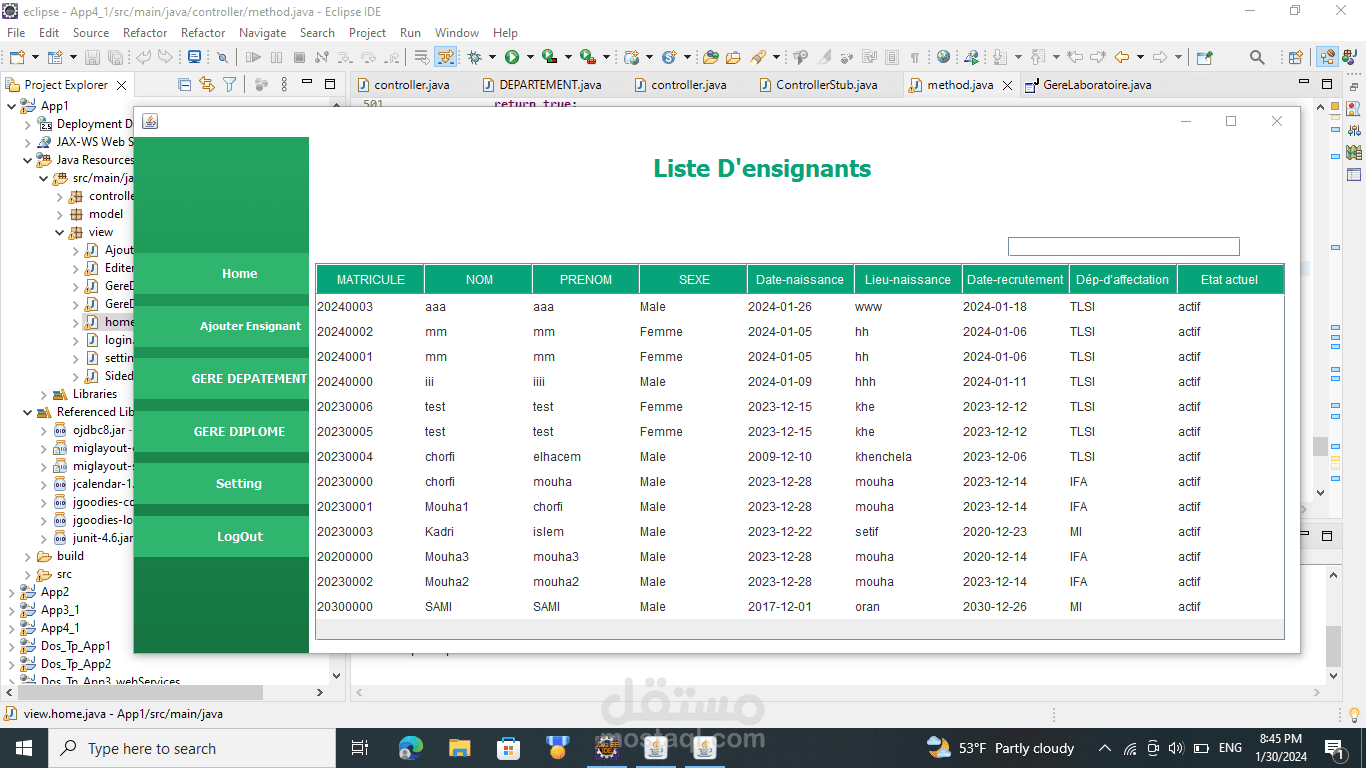 eclipse - App4_1/src/main/java/controller/method.java - Eclipse IDE
File Edit Source Refactor Refactor Navigate Search Project Run Window Help
Project Explorer
controller.java DEPARTEMENT.java controller.java ControllerStub.java method.java GereLaboratoire.java
501 return true;
App1
Deployment D
JAX-WS Web S
Java Resources
src/main/ja
controlle
model
view
Ajout
Editer
GereD
GereD
home
login.
settin
Sided
Libraries
Referenced Lib
ojdbc8.jar -
miglayout-
miglayout-s
jcalendar-1.
jgoodies-co
jgoodies-lo
junit-4.6.jar
build
src
App2
App3_1
App4_1
Dos_Tp_App1
Dos_Tp_App2
Dos_Tp_App3_webServices
Home
Ajouter Ensignant
GERE DEPATEMENT
GERE DIPLOME
Setting
LogOut
Liste D'ensignants
MATRICULE NOM PRENOM SEXE Date-naissance Lieu-naissance Date-recrutement Dép-d'affectation Etat actuel
20240003 aaa aaa Male 2024-01-26 www 2024-01-18 TLSI actif
20240002 mm mm Femme 2024-01-05 hh 2024-01-06 TLSI actif
20240001 mm mm Femme 2024-01-05 hh 2024-01-06 TLSI actif
20240000 iii iiii Male 2024-01-09 hhh 2024-01-11 TLSI actif
20230006 test test Femme 2023-12-15 khe 2023-12-12 TLSI actif
20230005 test test Femme 2023-12-15 khe 2023-12-12 TLSI actif
20230004 chorfi elhacem Male 2009-12-10 khenchela 2023-12-06 TLSI actif
20230000 chorfi mouha Male 2023-12-28 mouha 2023-12-14 IFA actif
20230001 Mouha1 chorfi Male 2023-12-28 mouha 2023-12-14 IFA actif
20230003 Kadri islem Male 2023-12-22 setif 2020-12-23 MI actif
20200000 Mouha3 mouha3 Male 2023-12-28 mouha 2020-12-14 IFA actif
20230002 Mouha2 mouha2 Male 2023-12-28 mouha 2023-12-14 IFA actif
20300000 SAMI SAMI Male 2017-12-01 oran 2030-12-26 MI actif
view.home.java - App1/src/main/java
مستقل
mostaql.com
Type here to search
53°F Partly cloudy
ENG
8:45 PM
1/30/2024
1